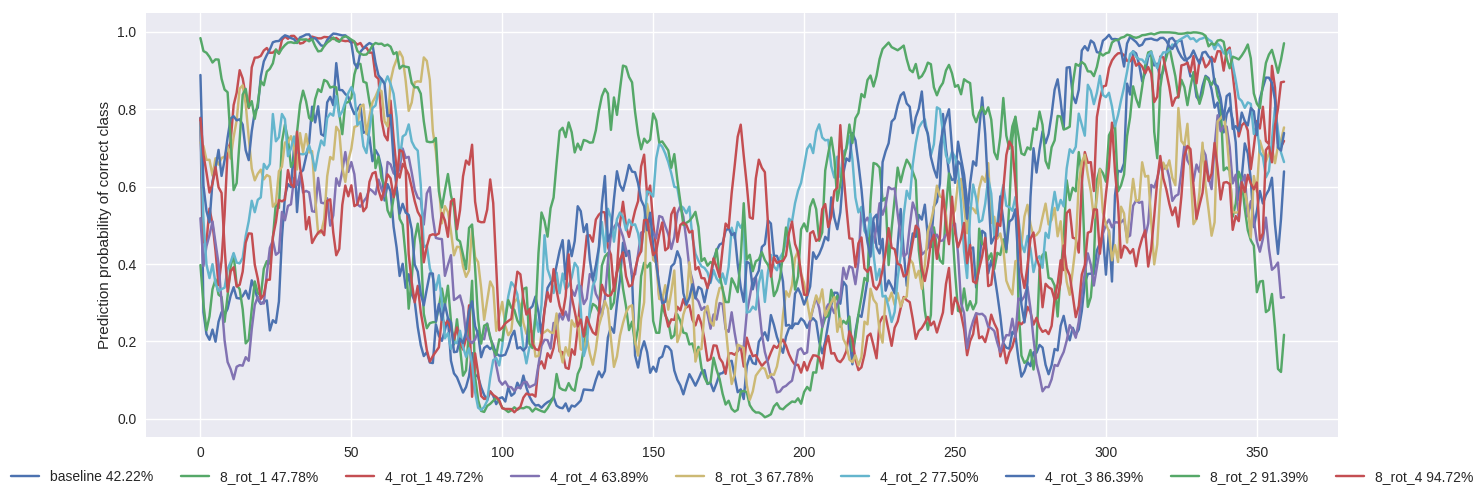 1.0
0.8
0.6
0.4
0.2
0.0
Prediction probability of correct class
0 50 100 150 200 250 300 350
baseline 42.22% 8_rot_1 47.78% 4_rot_1 49.72% 4_rot_4 63.89% 8_rot_3 67.78% 4_rot_2 77.50% 4_rot_3 86.39% 8_rot_2 91.39% 8_rot_4 94.72%